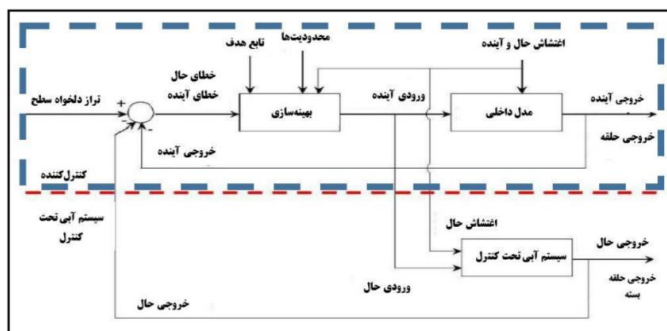 تابع هدف
محدودیت‌ها
اغتشاش حال و آینده
خطای حال
خطای آینده
تراز دلخواه سطح
+
-
-
بهینه‌سازی
ورودی آینده
مدل داخلی
خروجی آینده
خروجی حلقه
خروجی آینده
کنترل‌کننده
سیستم آبی تحت
کنترل
اغتشاش حال
سیستم آبی تحت کنترل
خروجی حال
خروجی حلقه
بسته
ورودی حال
خروجی حال